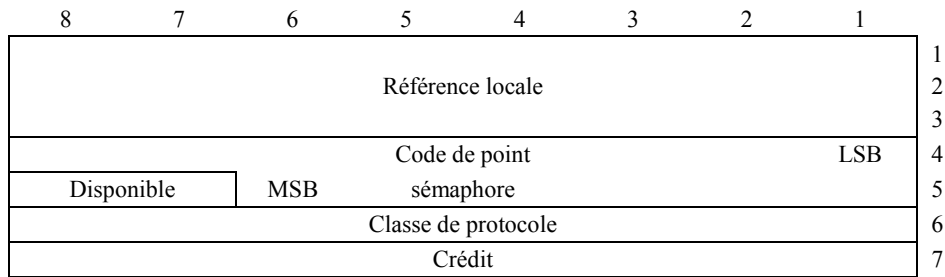 8 7 6 5 4 3 2 1
1
Référence locale 2
3
Code de point LSB 4
Disponible MSB sémaphore 5
Classe de protocole 6
Crédit 7